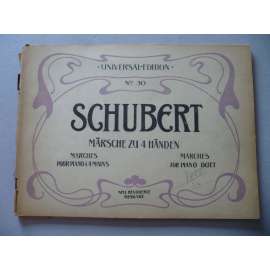 ·UNIVERSAL-EDITION·
No. 30
SCHUBERT
MÄRSCHE ZU 4 HÄNDEN
MARCHES
POUR PIANO À 4 MAINS
MARCHES
FOR PIANO DUET